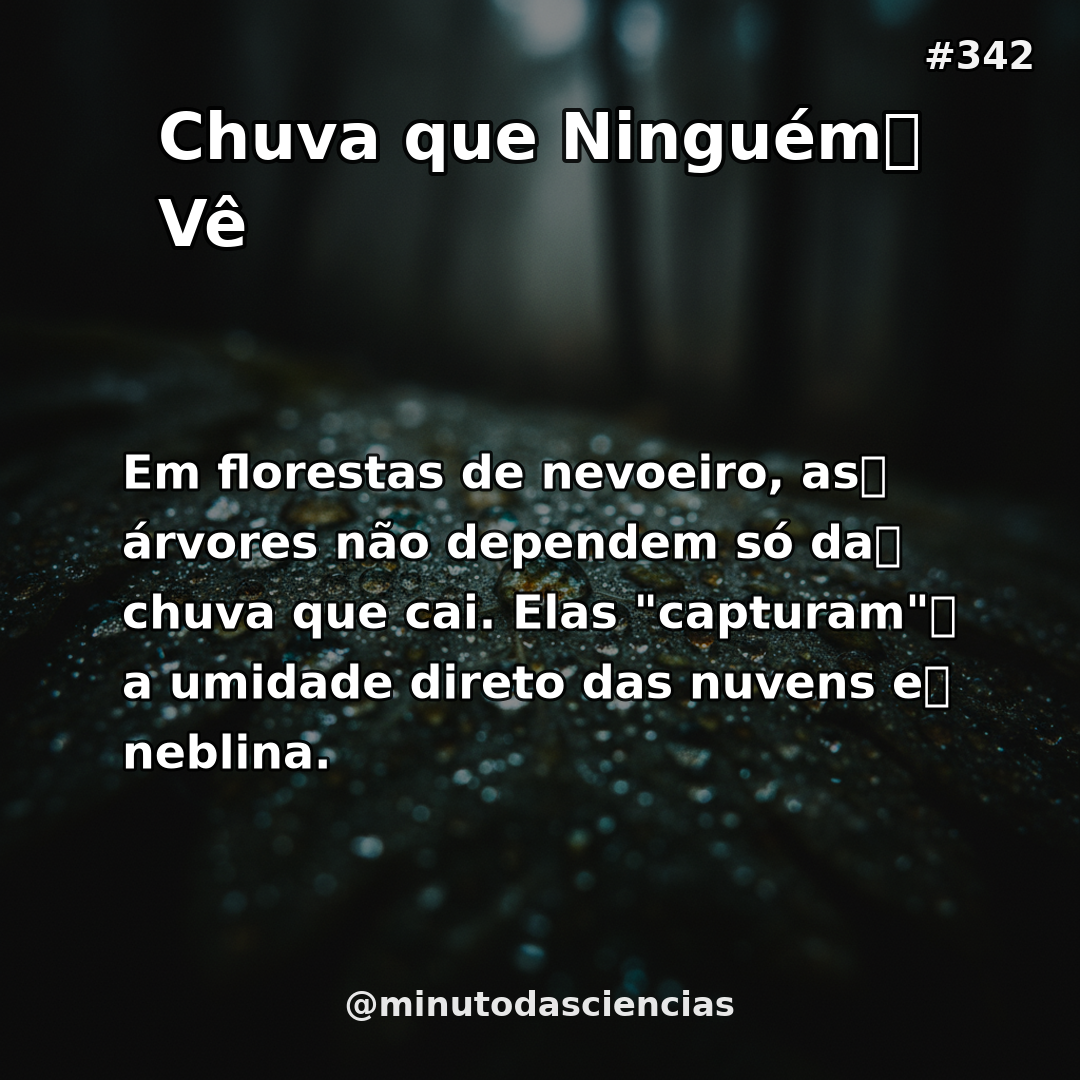 #342
Chuva que Ninguém▯
Vê
Em florestas de nevoeiro, as▯
árvores não dependem só da▯
chuva que cai. Elas "capturam"▯
a umidade direto das nuvens e▯
neblina.
@minutodasciencias